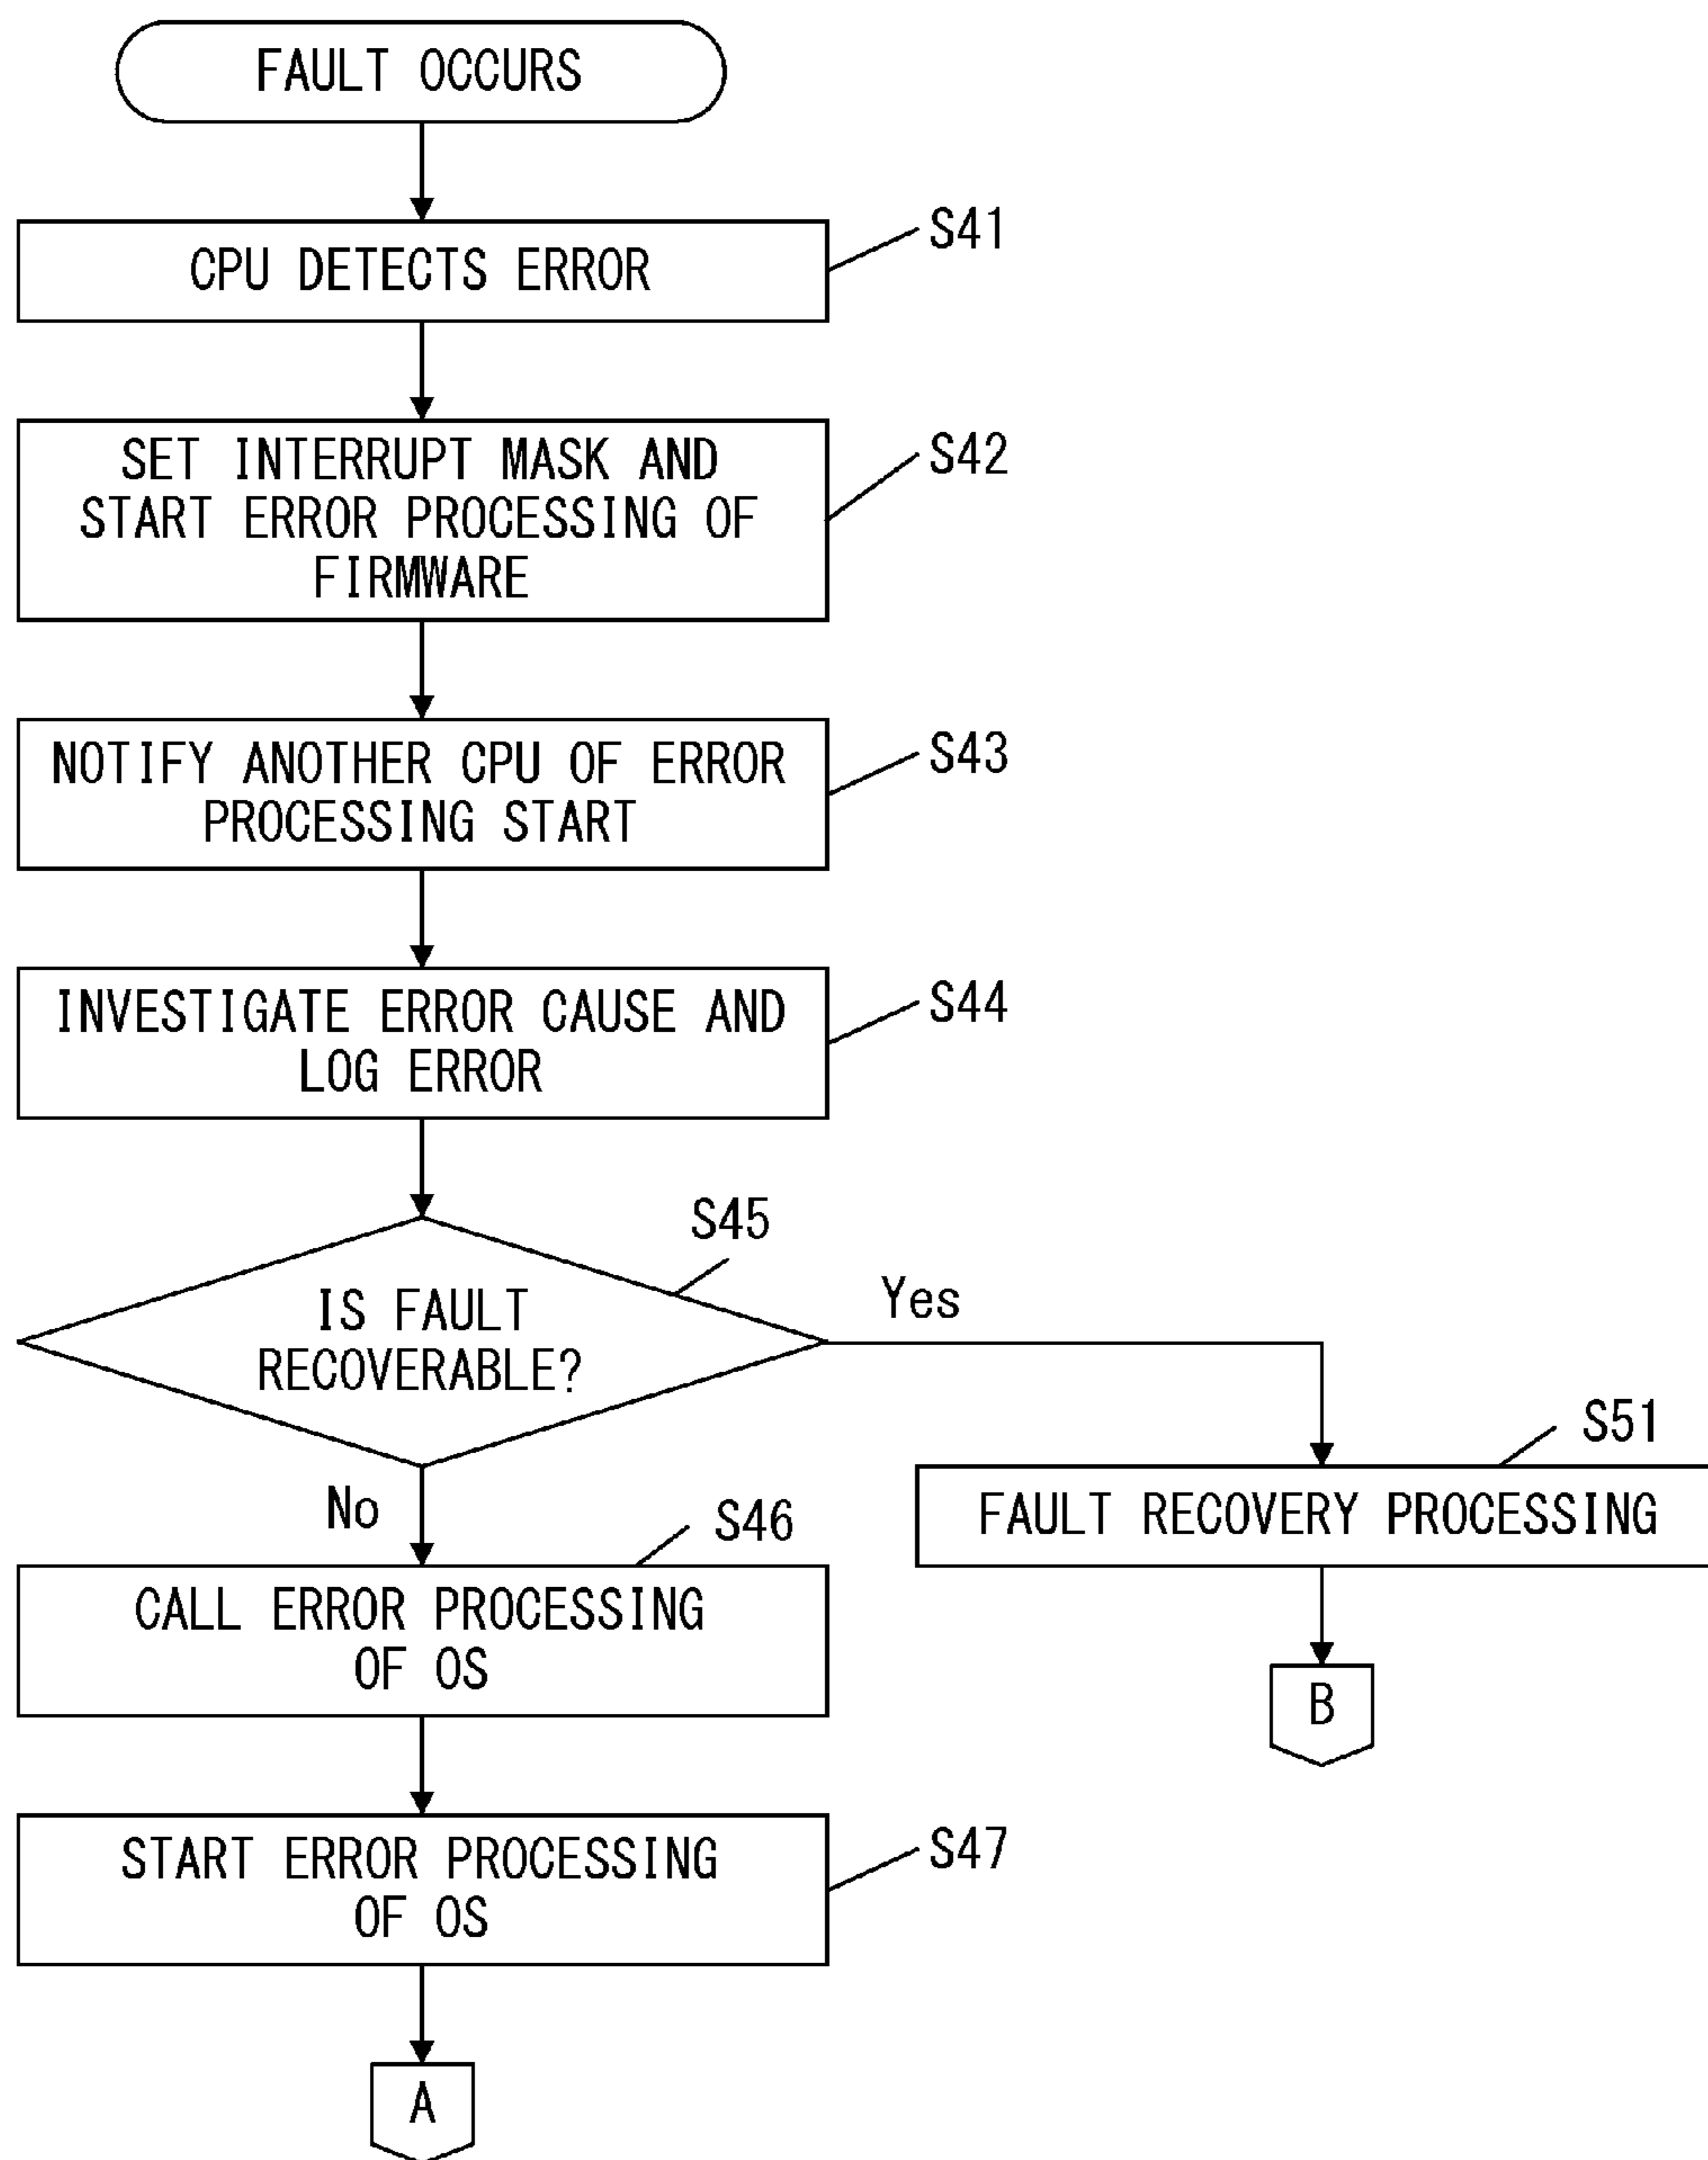 FAULT OCCURS
CPU DETECTS ERROR
S41
SET INTERRUPT MASK AND
START ERROR PROCESSING OF
FIRMWARE
S42
NOTIFY ANOTHER CPU OF ERROR
PROCESSING START
S43
INVESTIGATE ERROR CAUSE AND
LOG ERROR
S44
S45
IS FAULT
RECOVERABLE?
Yes
No
S51
FAULT RECOVERY PROCESSING
B
S46
CALL ERROR PROCESSING
OF OS
START ERROR PROCESSING
OF OS
S47
A